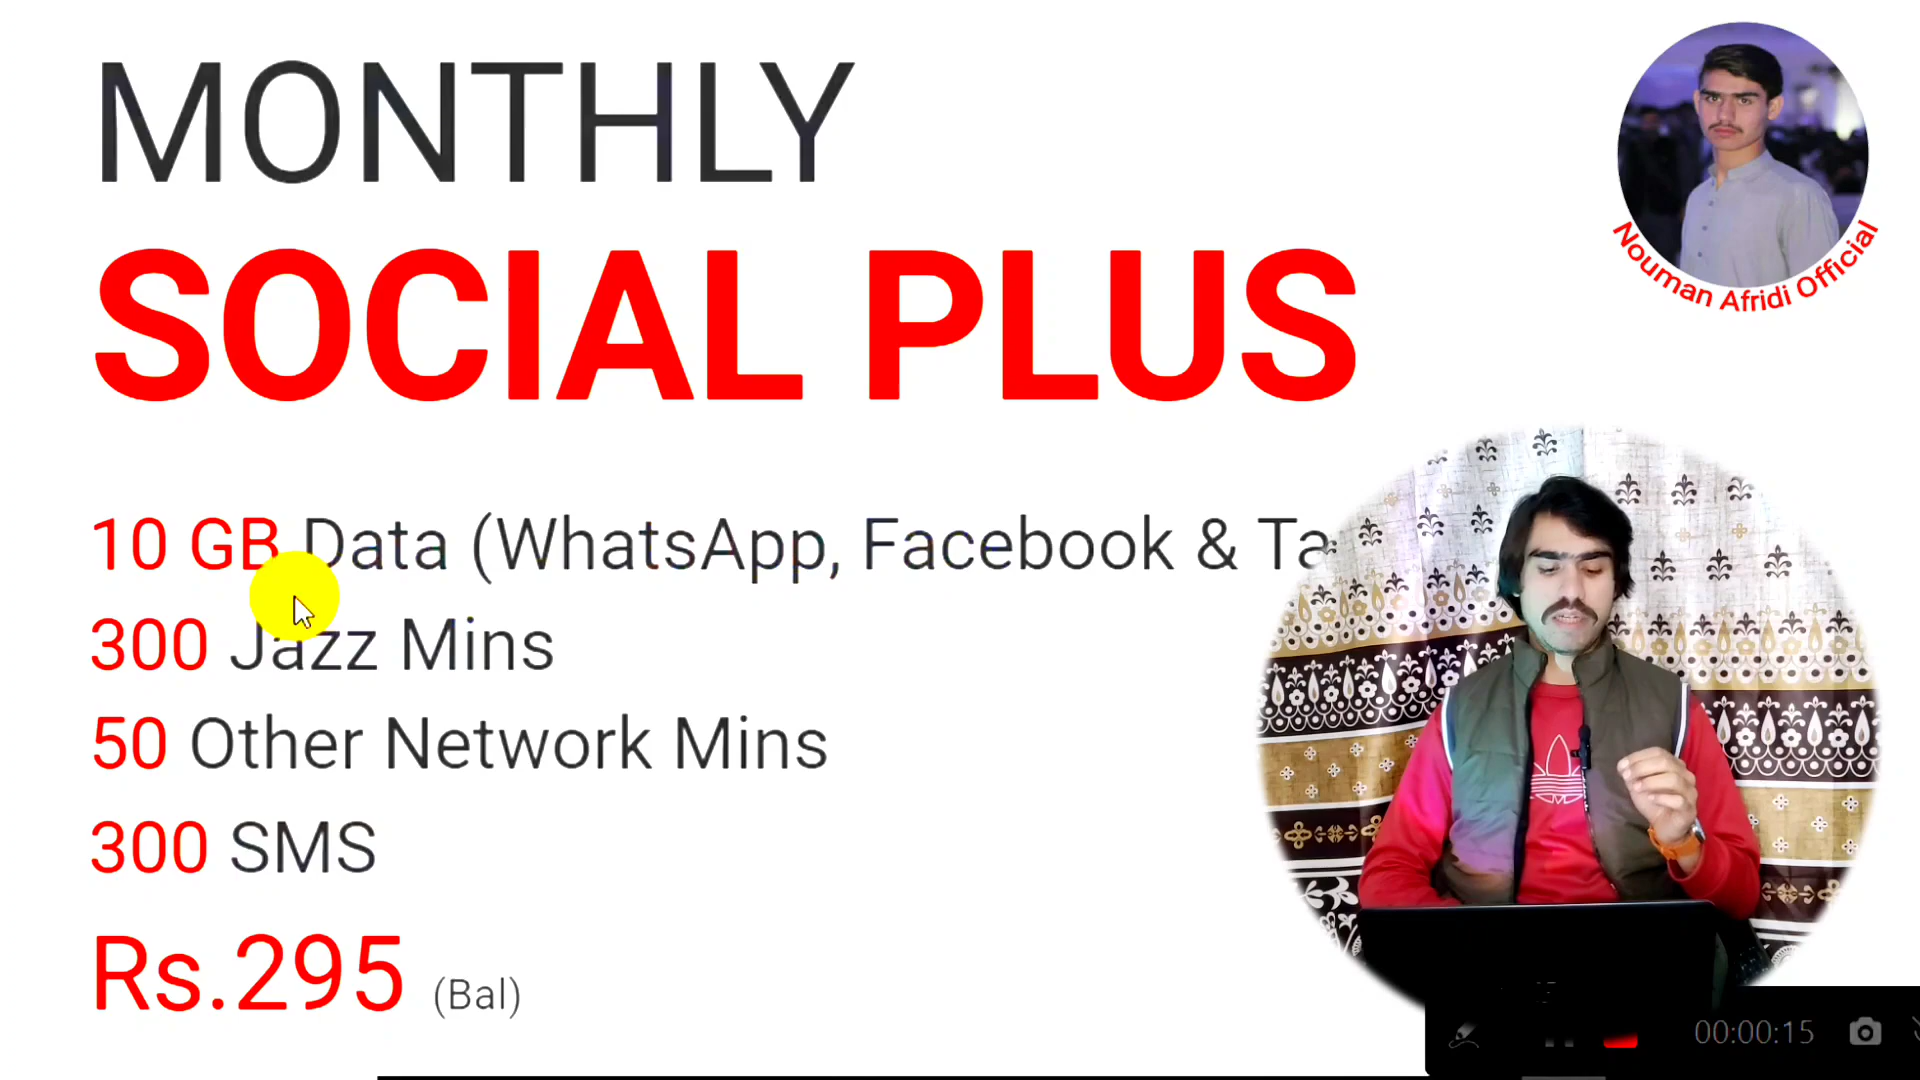 MONTHLY
SOCIAL PLUS
Nouman Afridi Official
10 GB Data (WhatsApp, Facebook &
300 Jazz Mins
50 Other Network Mins
300 SMS
Rs.295 (Bal)
00:00:15